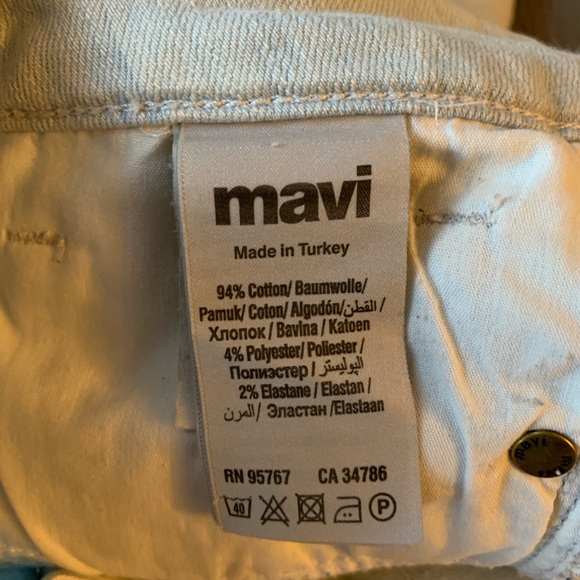 mavi
Made in Turkey
94% Cotton/ Baumwolle/
Pamuk/ Coton/ Algodón/القطن/
Хлопок / Bavlna / Katoen
4% Polyester/ Poliester/
Полиэстер / البوليستر
2% Elastane / Elastan /
المرن/ Эластан /Elastaan
RN 95767 CA 34786
40 P
mavi